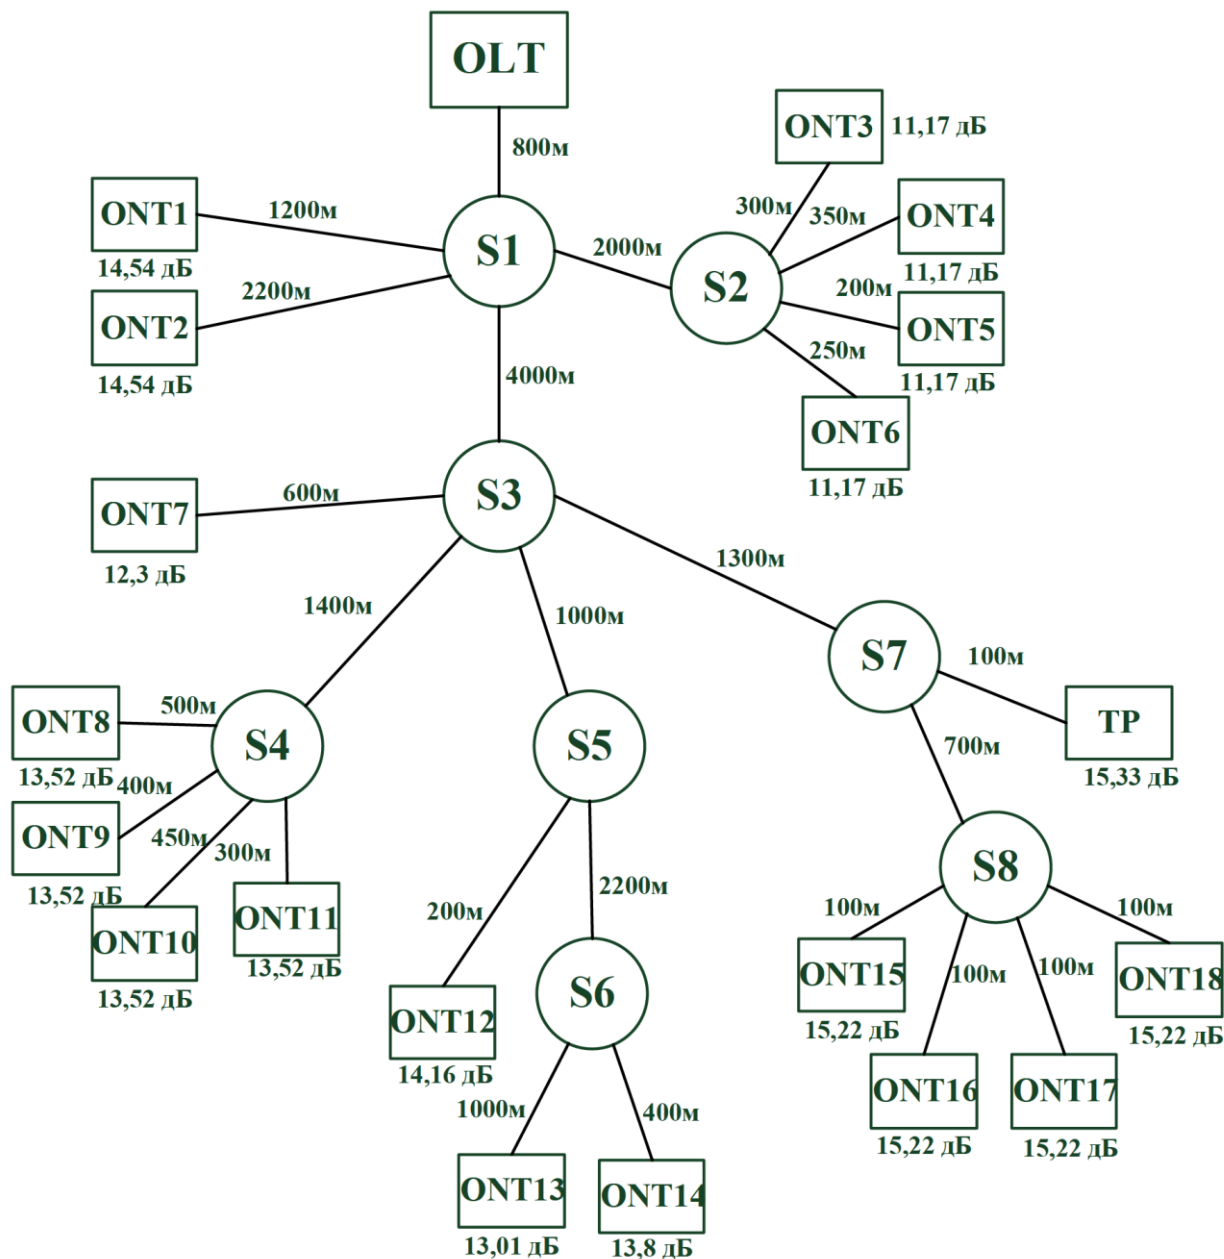 OLT
800м
ONT3
11,17 дБ
ONT1
14,54 дБ
1200м
S1
2000м
S2
300м
350м
ONT4
11,17 дБ
200м
ONT5
11,17 дБ
250м
ONT6
11,17 дБ
2200м
ONT2
14,54 дБ
4000м
S3
600м
ONT7
12,3 дБ
1300м
1400м
1000м
S7
100м
TP
15,33 дБ
700м
ONT8
13,52 дБ
500м
S4
S5
400м
ONT9
13,52 дБ
450м
300м
ONT10
13,52 дБ
ONT11
13,52 дБ
200м
2200м
ONT12
14,16 дБ
S6
1000м
400м
ONT13
13,01 дБ
ONT14
13,8 дБ
S8
100м
100м
100м
100м
ONT15
15,22 дБ
ONT16
15,22 дБ
ONT17
15,22 дБ
ONT18
15,22 дБ